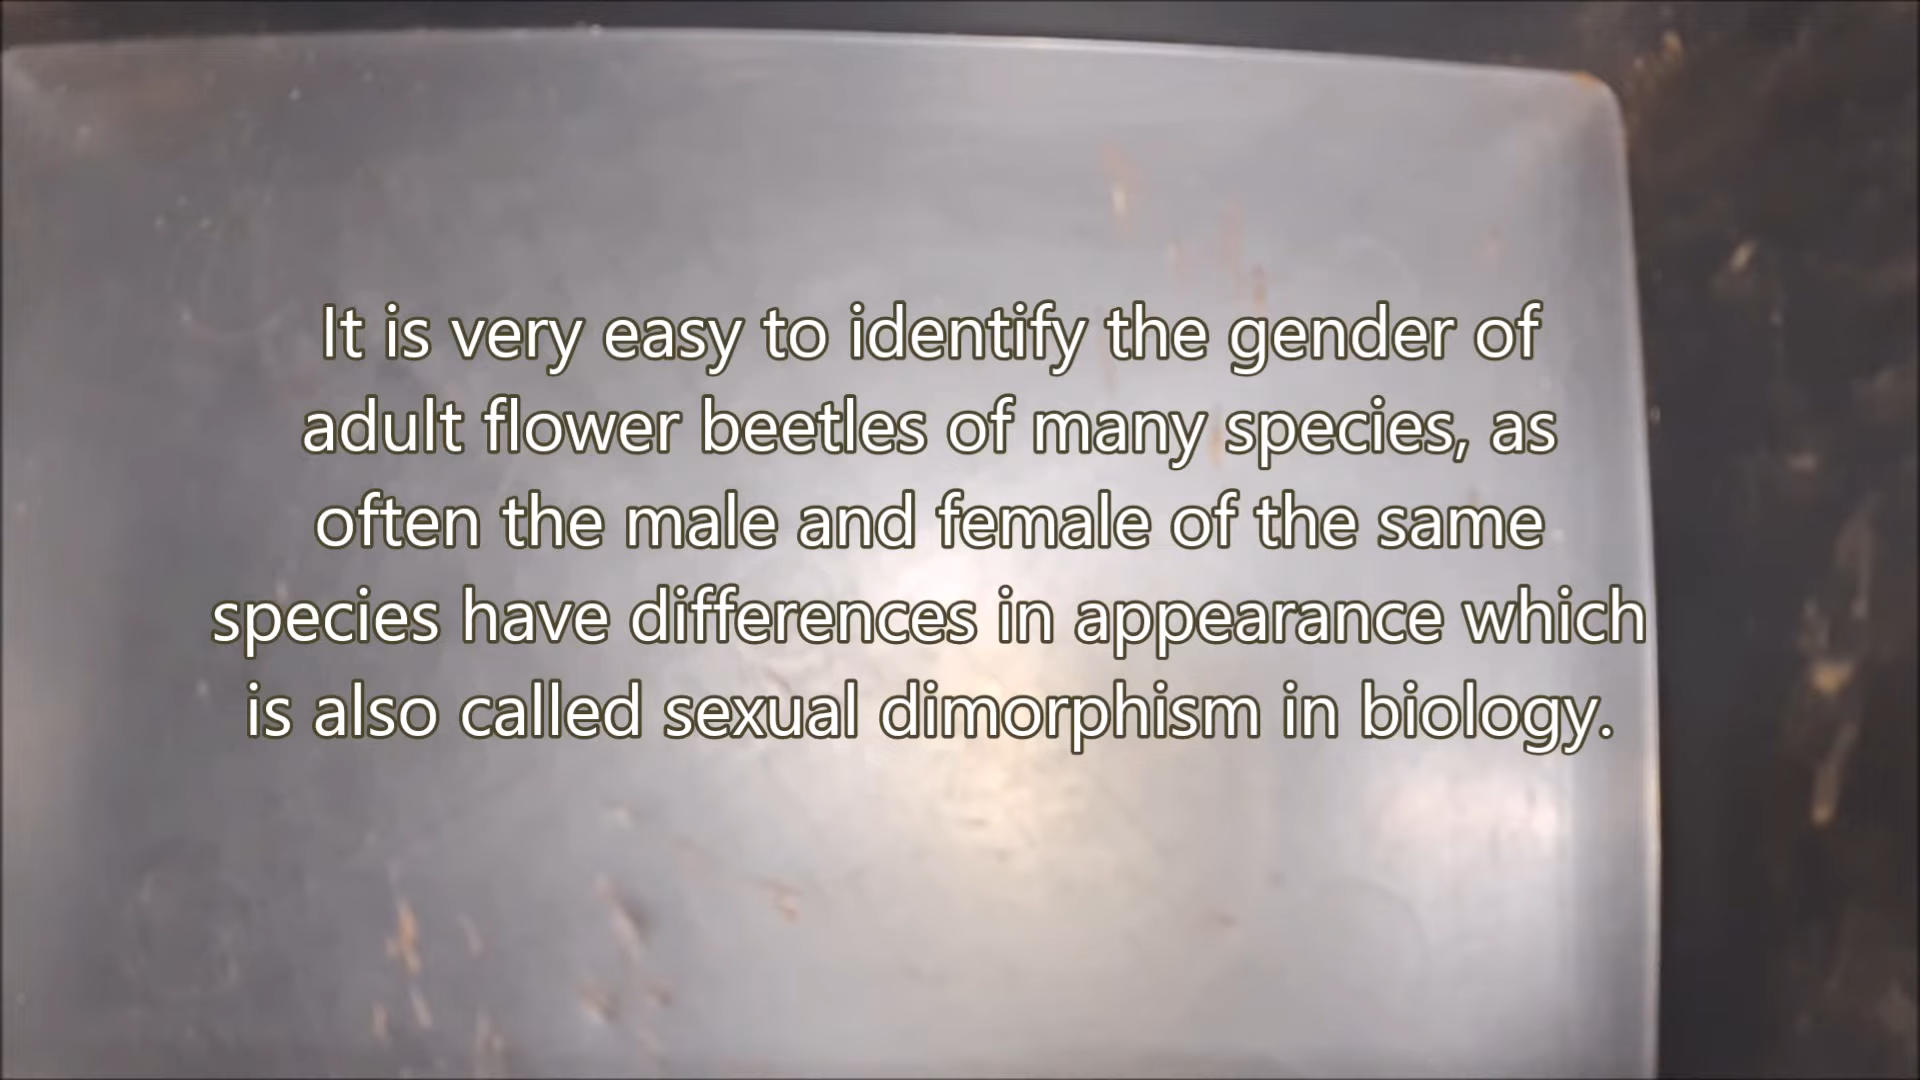 It is very easy to identify the gender of
adult flower beetles of many species, as
often the male and female of the same
species have differences in appearance which
is also called sexual dimorphism in biology.